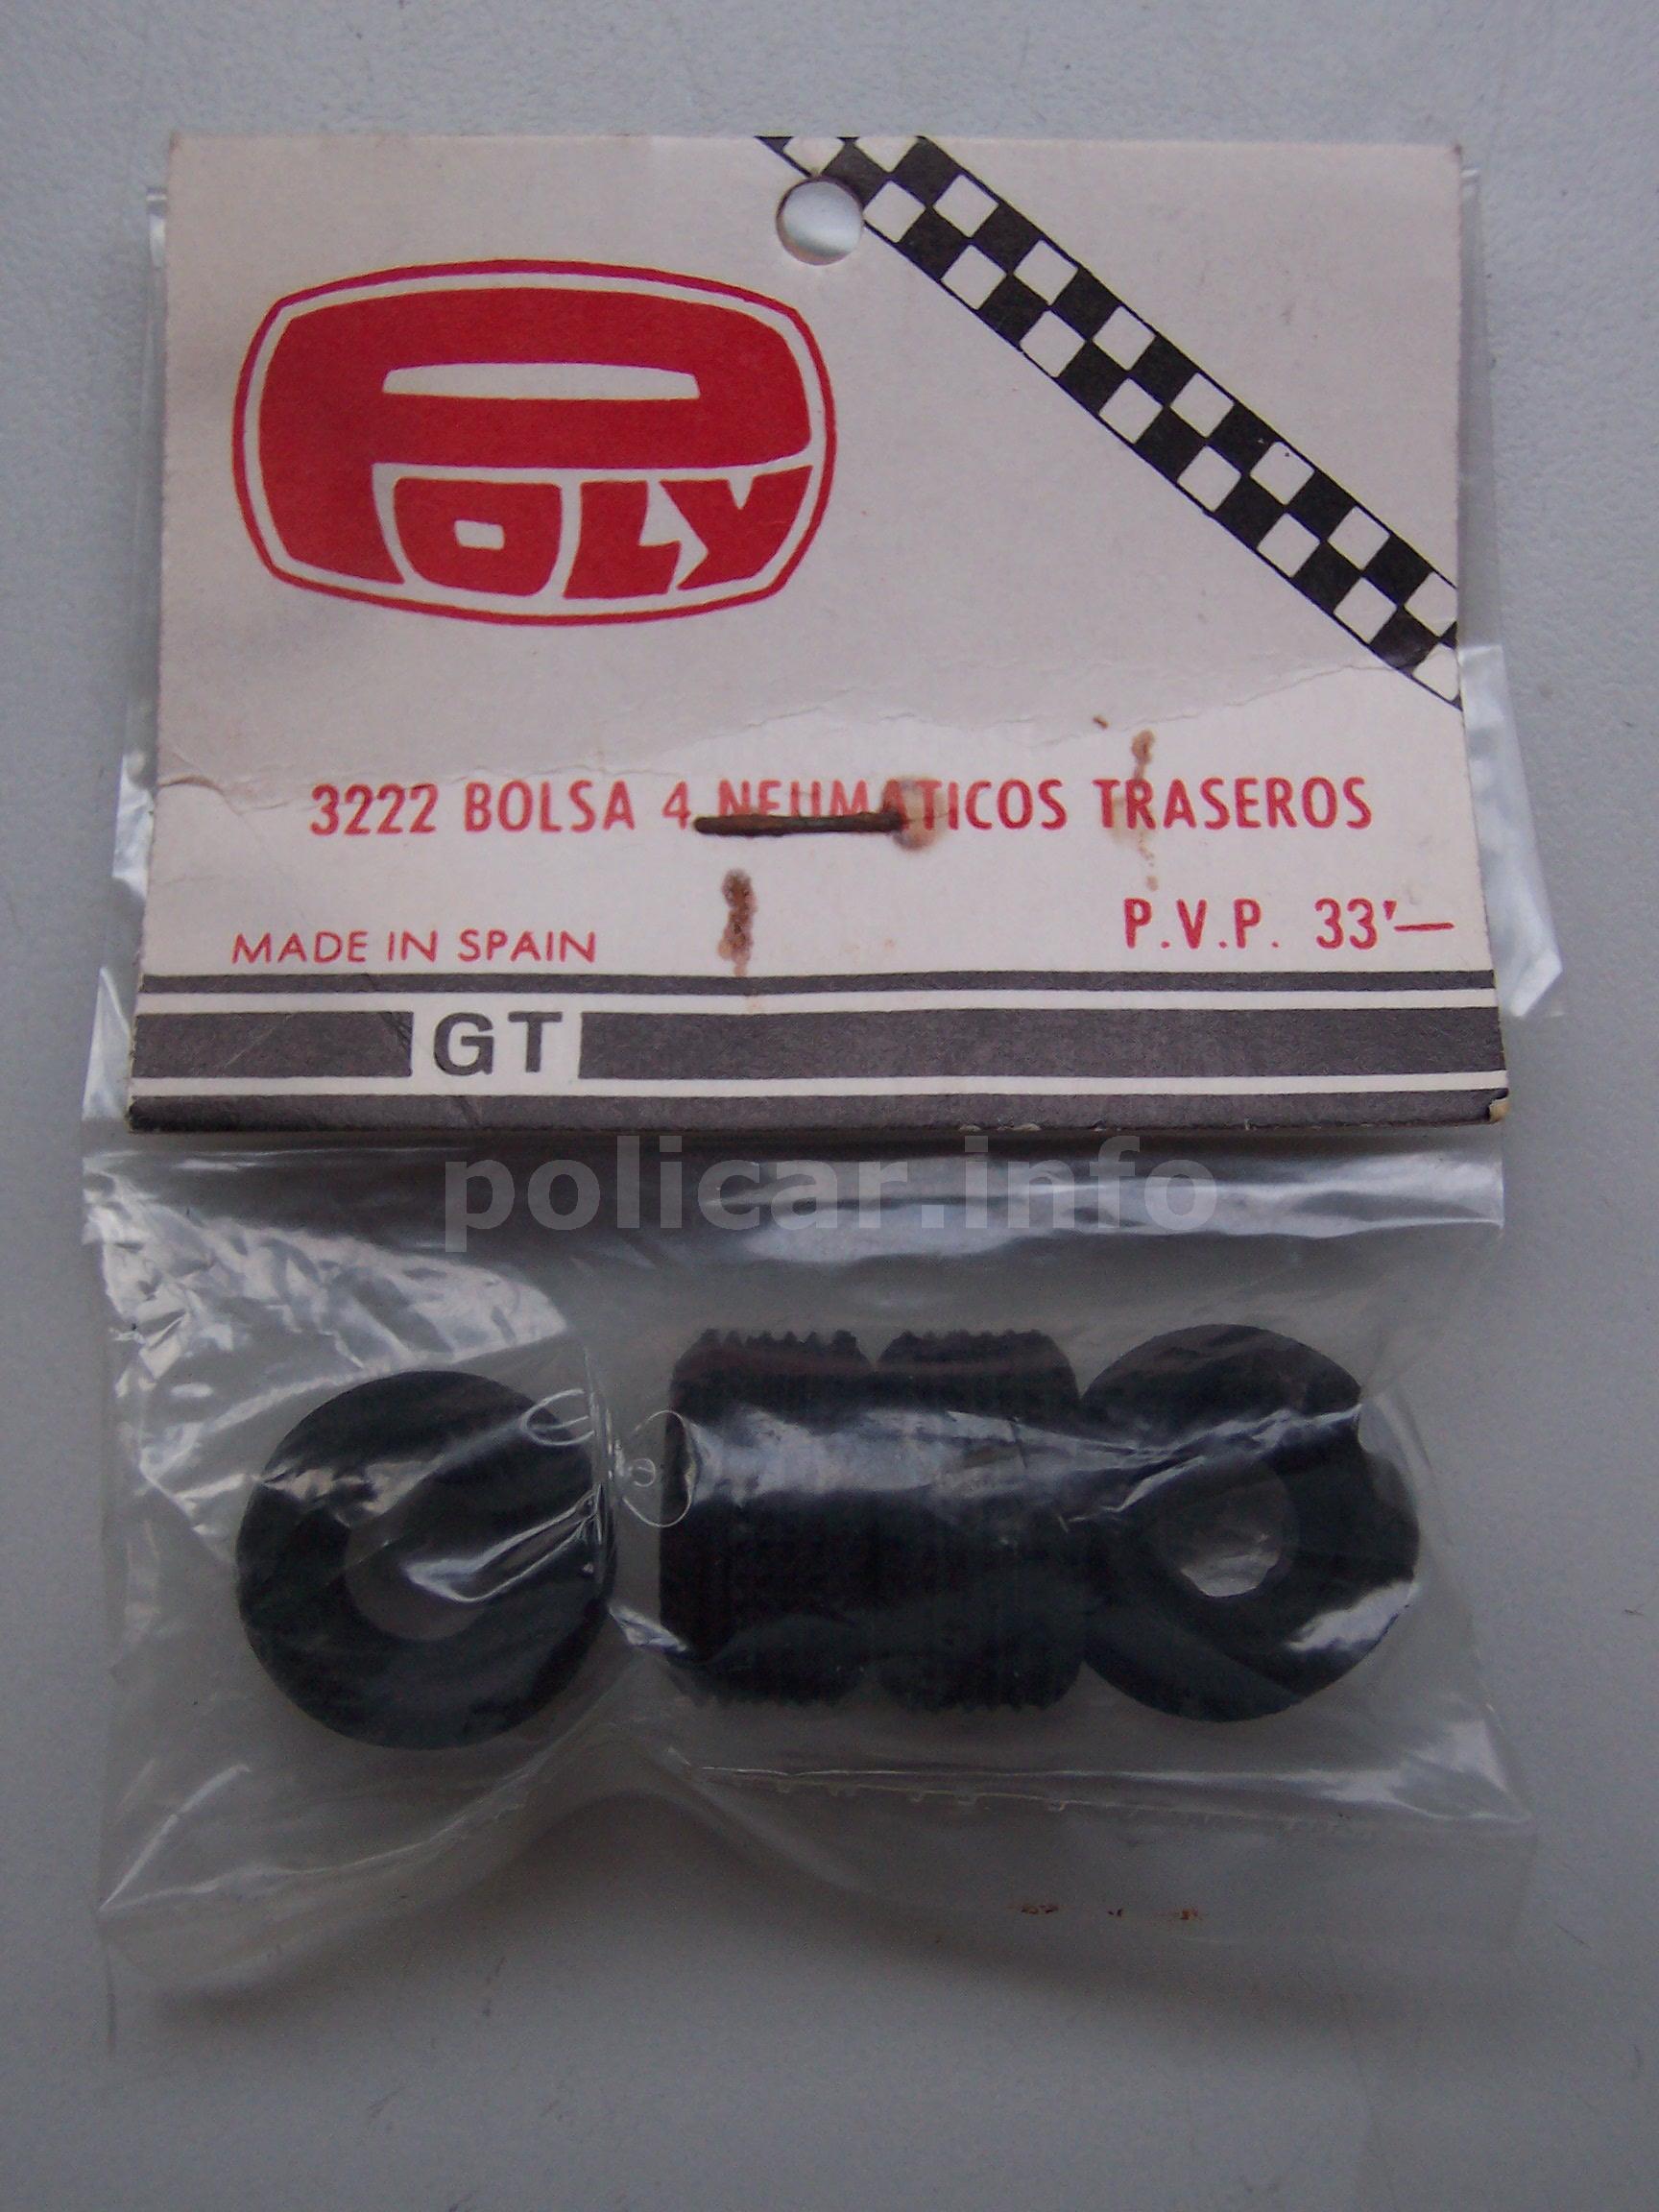 POLY
3222 BOLSA 4 NEUMATICOS TRASEROS
P.V.P. 33'—
MADE IN SPAIN
GT
policar.info